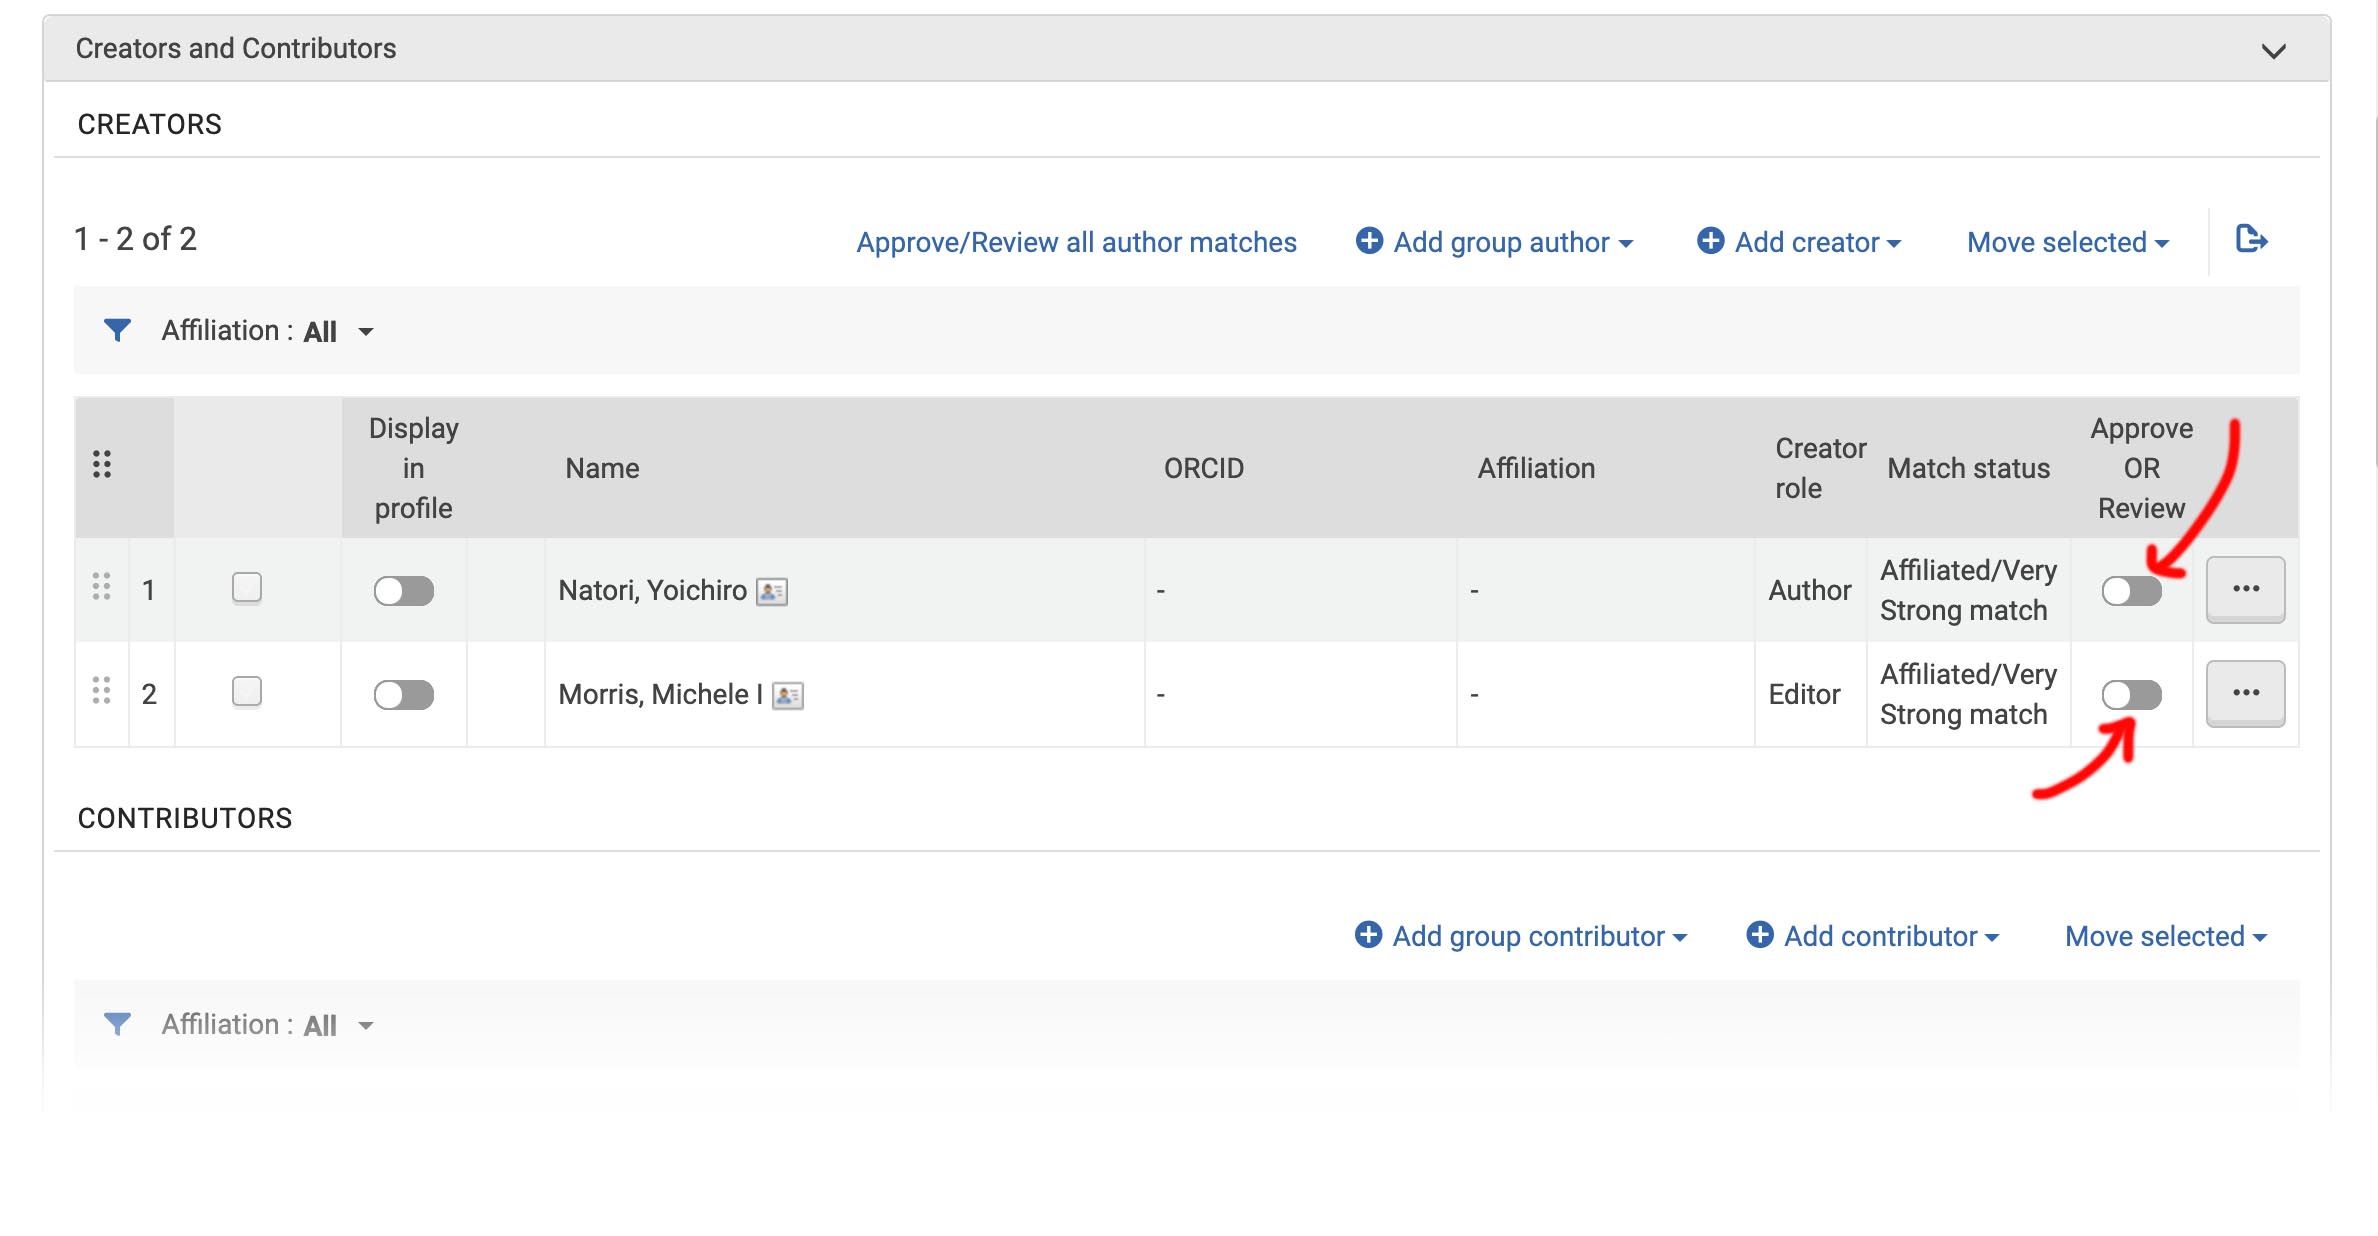 Creators and Contributors
CREATORS
1 - 2 of 2
Approve/Review all author matches
Add group author
Add creator
Move selected
Affiliation : All
Display
in
profile
Name
ORCID
Affiliation
Creator
role
Match status
Approve
OR
Review
1
Natori, Yoichiro
-
-
Author
Affiliated/Very
Strong match
...
2
Morris, Michele I
-
-
Editor
Affiliated/Very
Strong match
...
CONTRIBUTORS
Add group contributor
Add contributor
Move selected
Affiliation : All